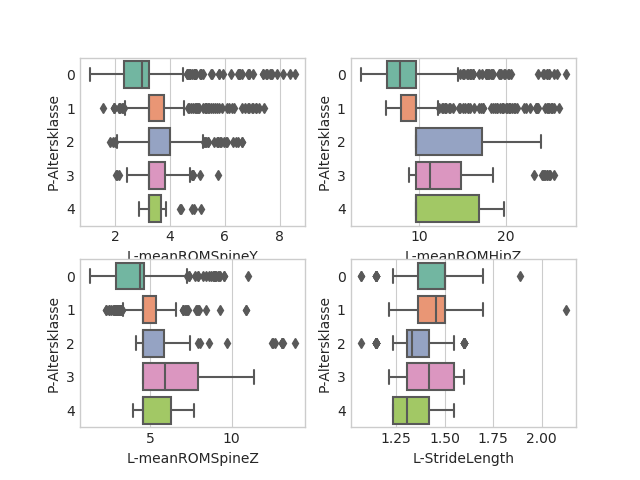 P-Altersklasse
0
1
2
3
4
2 4 6 8
L-meanROMSpineY
P-Altersklasse
0
1
2
3
4
10 20
L-meanROMHipZ
P-Altersklasse
0
1
2
3
4
5 10
L-meanROMSpineZ
P-Altersklasse
0
1
2
3
4
1.25 1.50 1.75 2.00
L-StrideLength